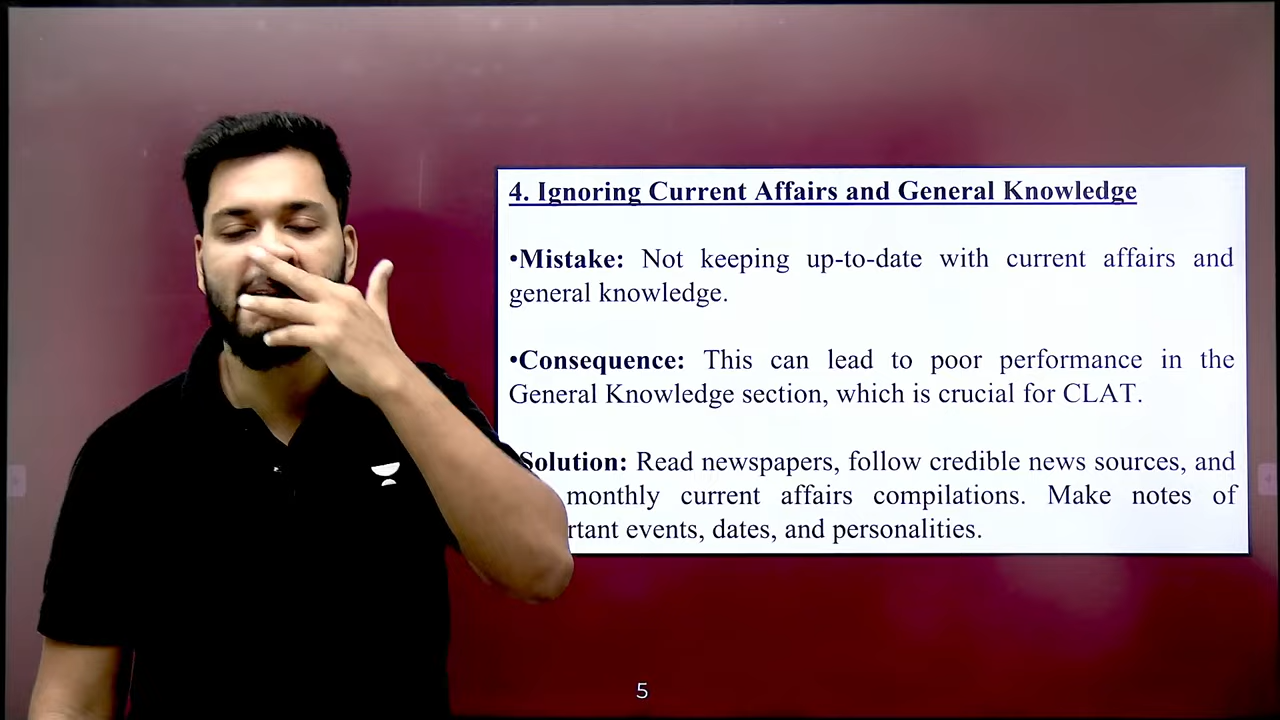 4. Ignoring Current Affairs and General Knowledge
•Mistake: Not keeping up-to-date with current affairs and
general knowledge.
•Consequence: This can lead to poor performance in the
General Knowledge section, which is crucial for CLAT.
Solution: Read newspapers, follow credible news sources, and
monthly current affairs compilations. Make notes of
events, dates, and personalities.
5